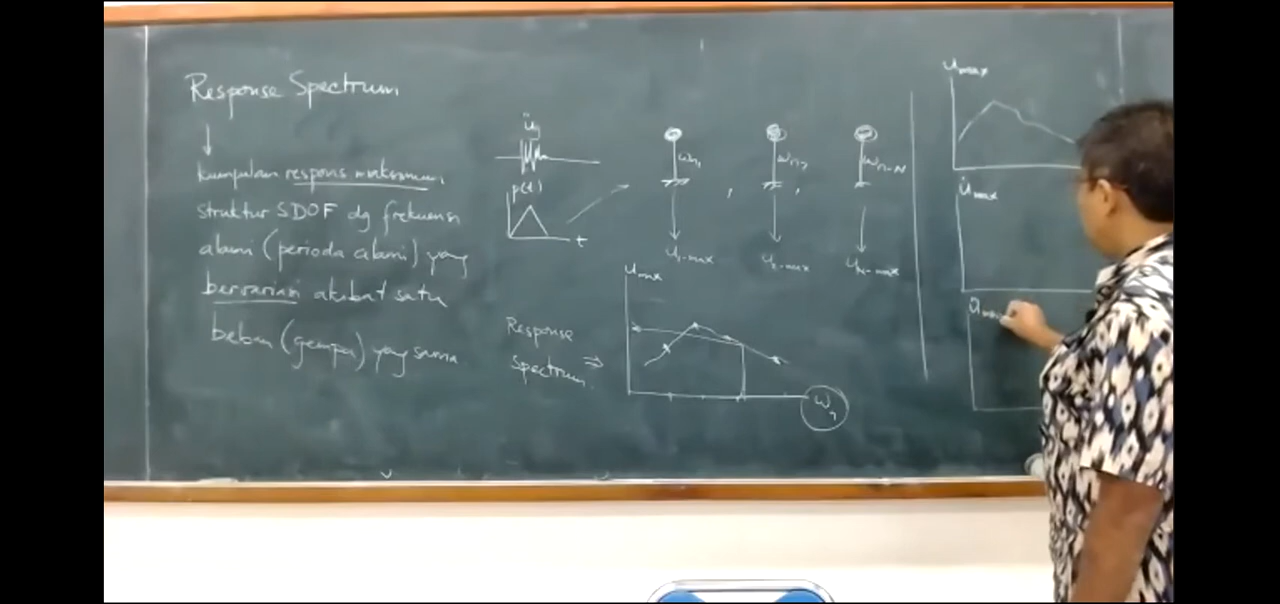 Response Spectrum
kumpulan respons maksimum
struktur SDOF dg frekuensi
alami (perioda alami) yang
bervariasi akibat satu
beban (gempa) yang sama
üg
p(t)
t
ωn1
ωn2
ωn-N
,
,
u1-max
u2-max
uN-max
Response
Spectrum
⇒
umax
ωn
umax
u̇max
ümax